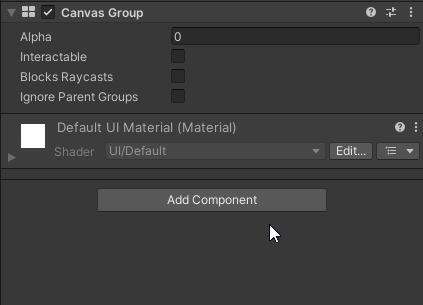 Canvas Group
Alpha 0
Interactable
Blocks Raycasts
Ignore Parent Groups
Default UI Material (Material)
Shader UI/Default Edit...
Add Component